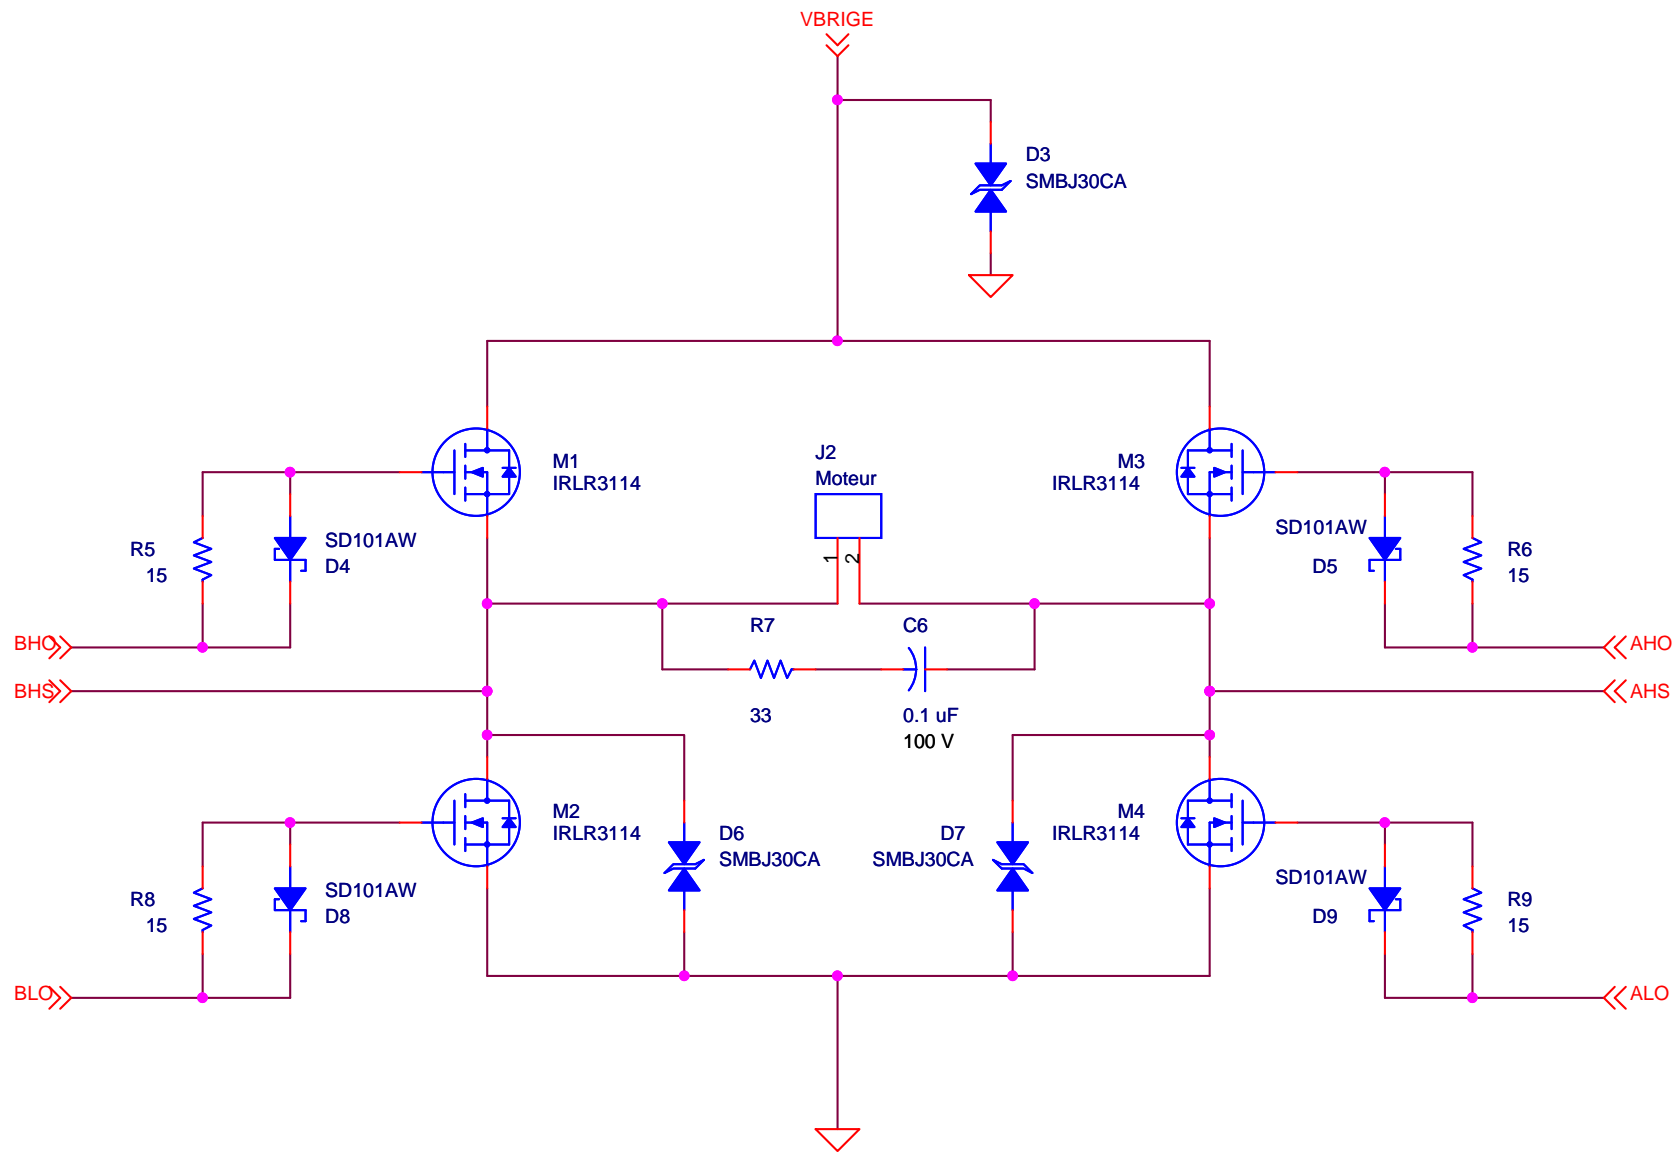 VBRIGE
D3
SMBJ30CA
M1
IRLR3114
J2
Moteur
M3
IRLR3114
1
2
R5
15
SD101AW
D4
SD101AW
D5
R6
15
BHO
R7
C6
AHO
BHS
AHS
33
0.1 uF
100 V
M2
IRLR3114
D6
SMBJ30CA
D7
SMBJ30CA
M4
IRLR3114
R8
15
SD101AW
D8
SD101AW
D9
R9
15
BLO
ALO